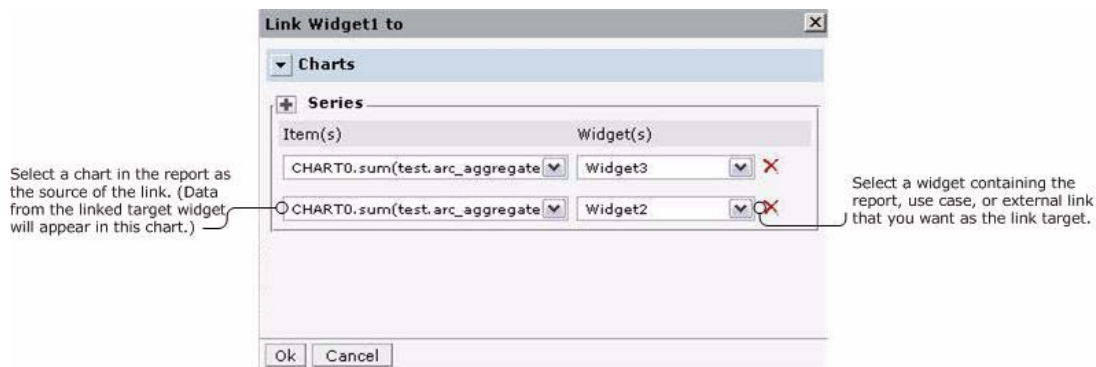 Link Widget1 to
Charts
Series
Item(s) Widget(s)
CHART0.sum(test.arc_aggregate Widget3
CHART0.sum(test.arc_aggregate Widget2
Select a chart in the report as
the source of the link. (Data
from the linked target widget
will appear in this chart.)
Select a widget containing the
report, use case, or external link
that you want as the link target.
Ok Cancel